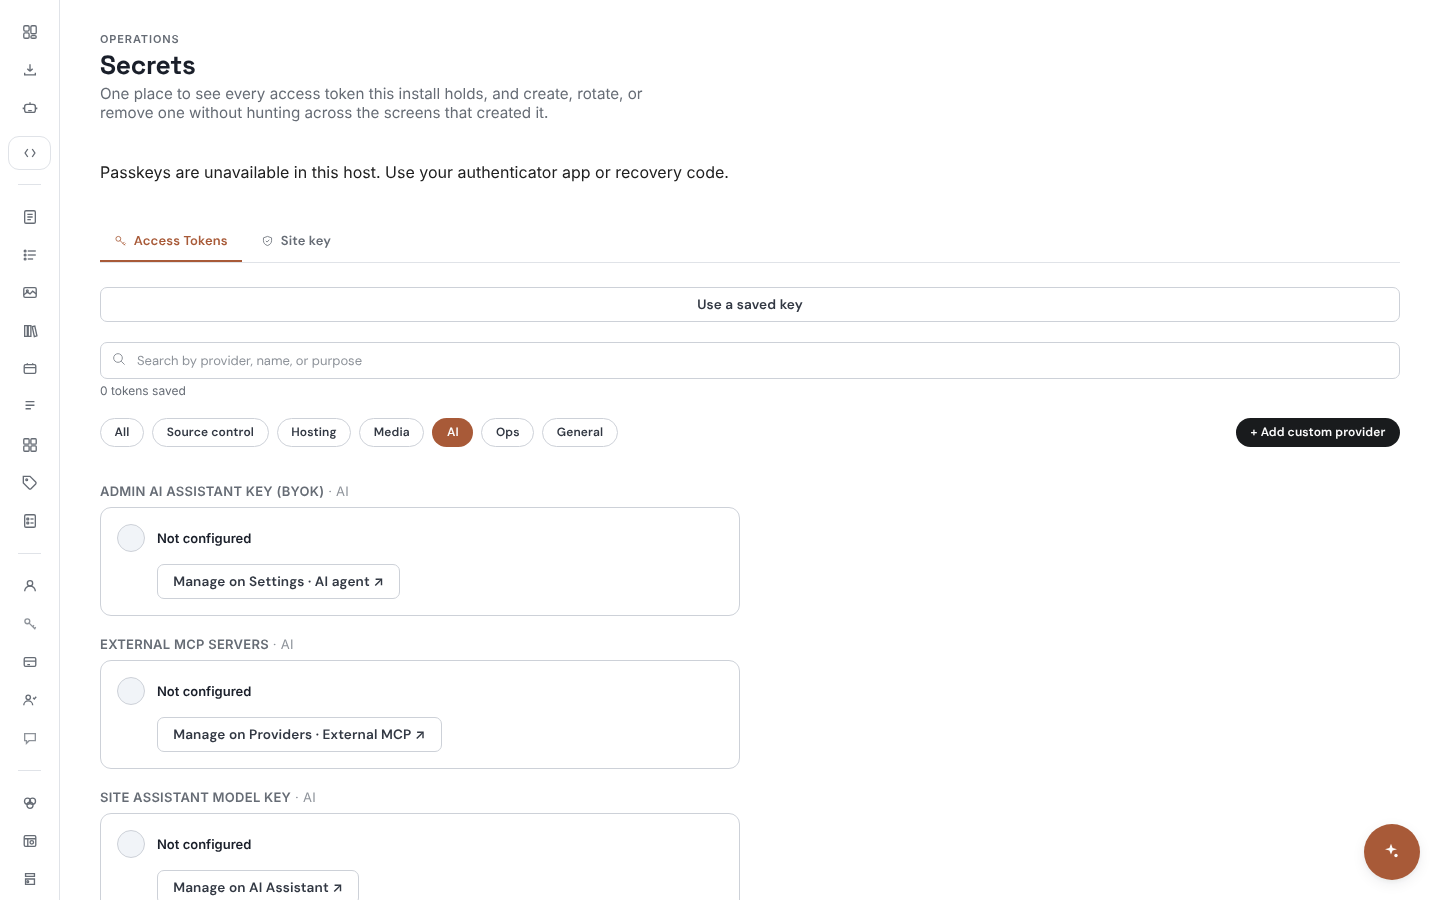 OPERATIONS
Secrets
One place to see every access token this install holds, and create, rotate, or
remove one without hunting across the screens that created it.
Passkeys are unavailable in this host. Use your authenticator app or recovery code.
Access Tokens
Site key
Use a saved key
Search by provider, name, or purpose
0 tokens saved
All
Source control
Hosting
Media
AI
Ops
General
+ Add custom provider
ADMIN AI ASSISTANT KEY (BYOK) · AI
Not configured
Manage on Settings · AI agent ↗
EXTERNAL MCP SERVERS · AI
Not configured
Manage on Providers · External MCP ↗
SITE ASSISTANT MODEL KEY · AI
Not configured
Manage on AI Assistant ↗